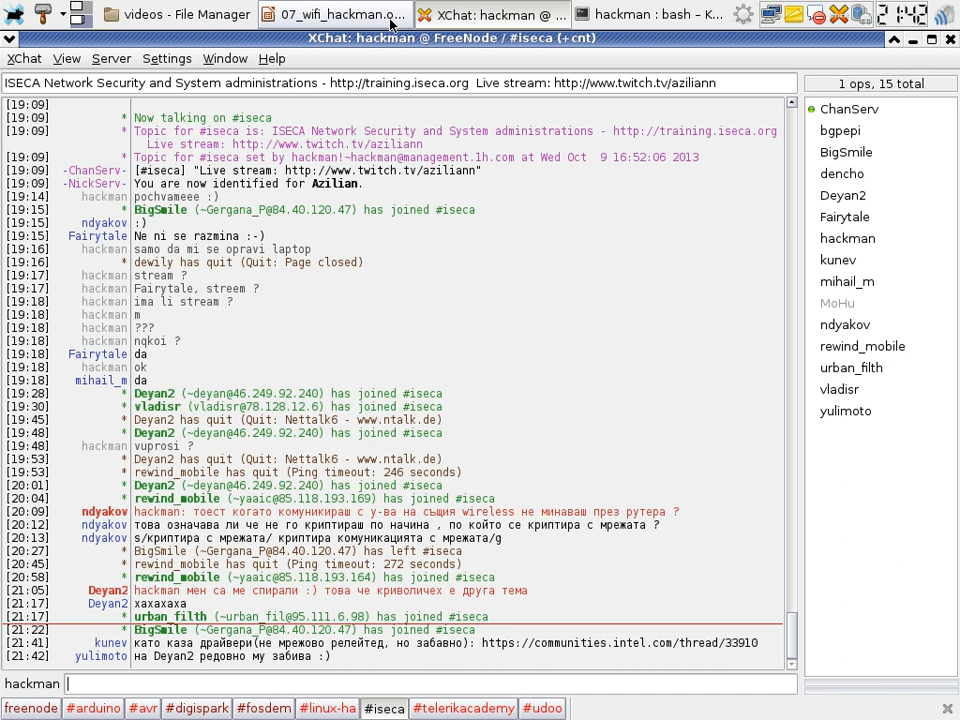 videos - File Manager
07_wifi_hackman.o...
XChat: hackman @ ...
hackman : bash – K...
21:42
XChat: hackman @ FreeNode / #iseca (+cnt)
XChat View Server Settings Window Help
ISECA Network Security and System administrations - http://training.iseca.org Live stream: http://www.twitch.tv/aziliann
1 ops, 15 total
[19:09]
[19:09] * Now talking on #iseca
[19:09] * Topic for #iseca is: ISECA Network Security and System administrations - http://training.iseca.org
Live stream: http://www.twitch.tv/aziliann
[19:09] * Topic for #iseca set by hackman!~hackman@management.1h.com at Wed Oct 9 16:52:06 2013
[19:09] -ChanServ- [#iseca] "Live stream: http://www.twitch.tv/aziliann"
[19:09] -NickServ- You are now identified for Azilian.
[19:14] hackman pochvameee :)
[19:15] * BigSmile (~Gergana_P@84.40.120.47) has joined #iseca
[19:15] ndyakov :)
[19:15] Fairytale Ne ni se razmina :-)
[19:16] hackman samo da mi se opravi laptop
[19:16] * dewily has quit (Quit: Page closed)
[19:17] hackman stream ?
[19:17] hackman Fairytale, streem ?
[19:18] hackman ima li stream ?
[19:18] hackman m
[19:18] hackman ???
[19:18] hackman nqkoi ?
[19:18] Fairytale da
[19:18] hackman ok
[19:18] mihail_m da
[19:28] * Deyan2 (~deyan@46.249.92.240) has joined #iseca
[19:30] * vladisr (vladisr@78.128.12.6) has joined #iseca
[19:45] * Deyan2 has quit (Quit: Nettalk6 - www.ntalk.de)
[19:48] * Deyan2 (~deyan@46.249.92.240) has joined #iseca
[19:48] hackman vuprosi ?
[19:53] * Deyan2 has quit (Quit: Nettalk6 - www.ntalk.de)
[19:53] * rewind_mobile has quit (Ping timeout: 246 seconds)
[20:01] * Deyan2 (~deyan@46.249.92.240) has joined #iseca
[20:04] * rewind_mobile (~yaaic@85.118.193.169) has joined #iseca
[20:09] ndyakov hackman: тоест когато комуникираш с у-ва на същия wireless не минаваш през рутера ?
[20:12] ndyakov това означава ли че не го криптираш по начина , по който се криптира с мрежата ?
[20:13] ndyakov s/криптира с мрежата/ криптира комуникацията с мрежата/g
[20:27] * BigSmile (~Gergana_P@84.40.120.47) has left #iseca
[20:45] * rewind_mobile has quit (Ping timeout: 272 seconds)
[20:58] * rewind_mobile (~yaaic@85.118.193.164) has joined #iseca
[21:05] Deyan2 hackman мен са ме спирали :) това че криволичех е друга тема
[21:17] Deyan2 хахахаха
[21:17] * urban_filth (~urban_fil@95.111.6.98) has joined #iseca
[21:22] * BigSmile (~Gergana_P@84.40.120.47) has joined #iseca
[21:41] kunev като каза драйвери(не мрежово релейтед, но забавно): https://communities.intel.com/thread/33910
[21:42] yulimoto на Deyan2 редовно му забива :)
ChanServ
bgpepi
BigSmile
dencho
Deyan2
Fairytale
hackman
kunev
mihail_m
MoHu
ndyakov
rewind_mobile
urban_filth
vladisr
yulimoto
hackman
freenode #arduino #avr #digispark #fosdem #linux-ha #iseca #telerikacademy #udoo